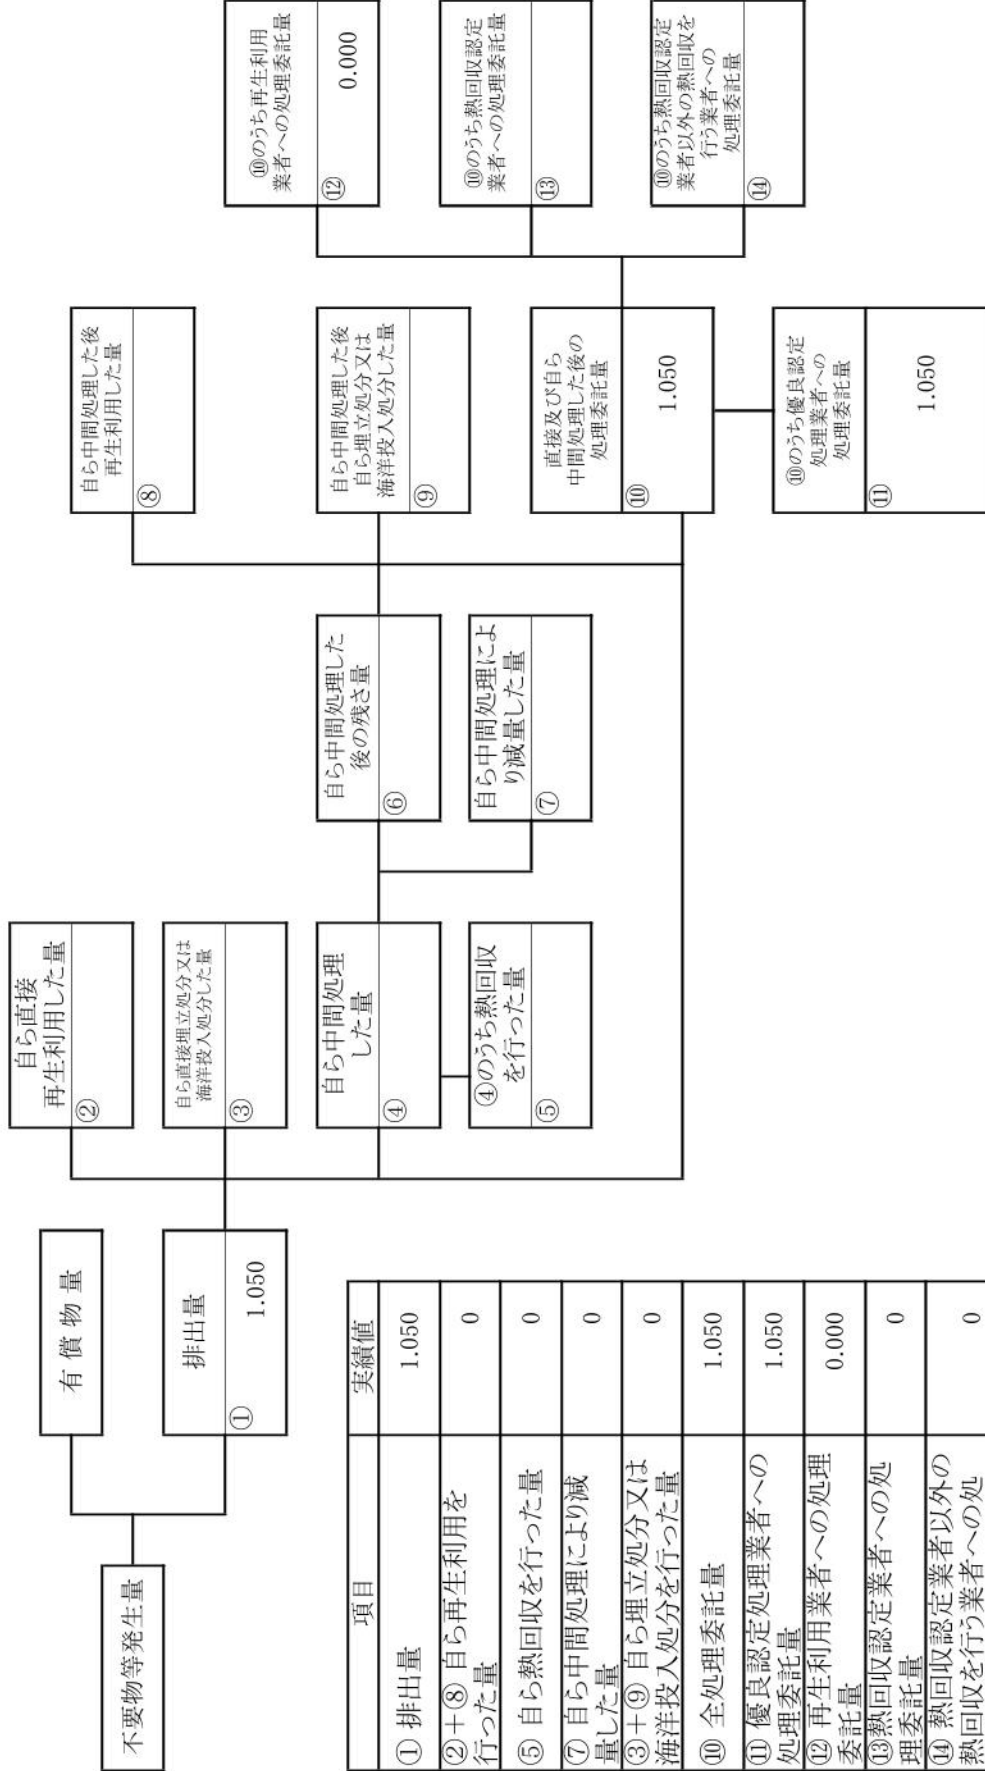 不要物等発生量
有 償 物 量
排出量
①
1.050
自ら直接
再生利用した量
②
自ら直接埋立処分又は
海洋投入処分した量
③
自ら中間処理
した量
④
④のうち熱回収
を行った量
⑤
自ら中間処理した
後の残さ量
⑥
自ら中間処理によ
り減量した量
⑦
自ら中間処理した後
再生利用した量
⑧
自ら中間処理した後
自ら埋立処分又は
海洋投入処分した量
⑨
直接及び自ら
中間処理した後の
処理委託量
⑩
1.050
⑩のうち優良認定
処理業者への
処理委託量
⑪
1.050
⑩のうち再生利用
業者への処理委託量
⑫
0.000
⑩のうち熱回収認定
業者への処理委託量
⑬
⑩のうち熱回収認定
業者以外の熱回収を
行う業者への
処理委託量
⑭
項目 実績値
① 排出量 1.050
②+⑧ 自ら再生利用を
行った量 0
⑤ 自ら熱回収を行った量 0
⑦ 自ら中間処理により減
量した量 0
③+⑨ 自ら埋立処分又は
海洋投入処分を行った量 0
⑩ 全処理委託量 1.050
⑪ 優良認定処理業者への
処理委託量 1.050
⑫ 再生利用業者への処理
委託量 0.000
⑬熱回収認定業者への処
理委託量 0
⑭ 熱回収認定業者以外の
熱回収を行う業者への処 0